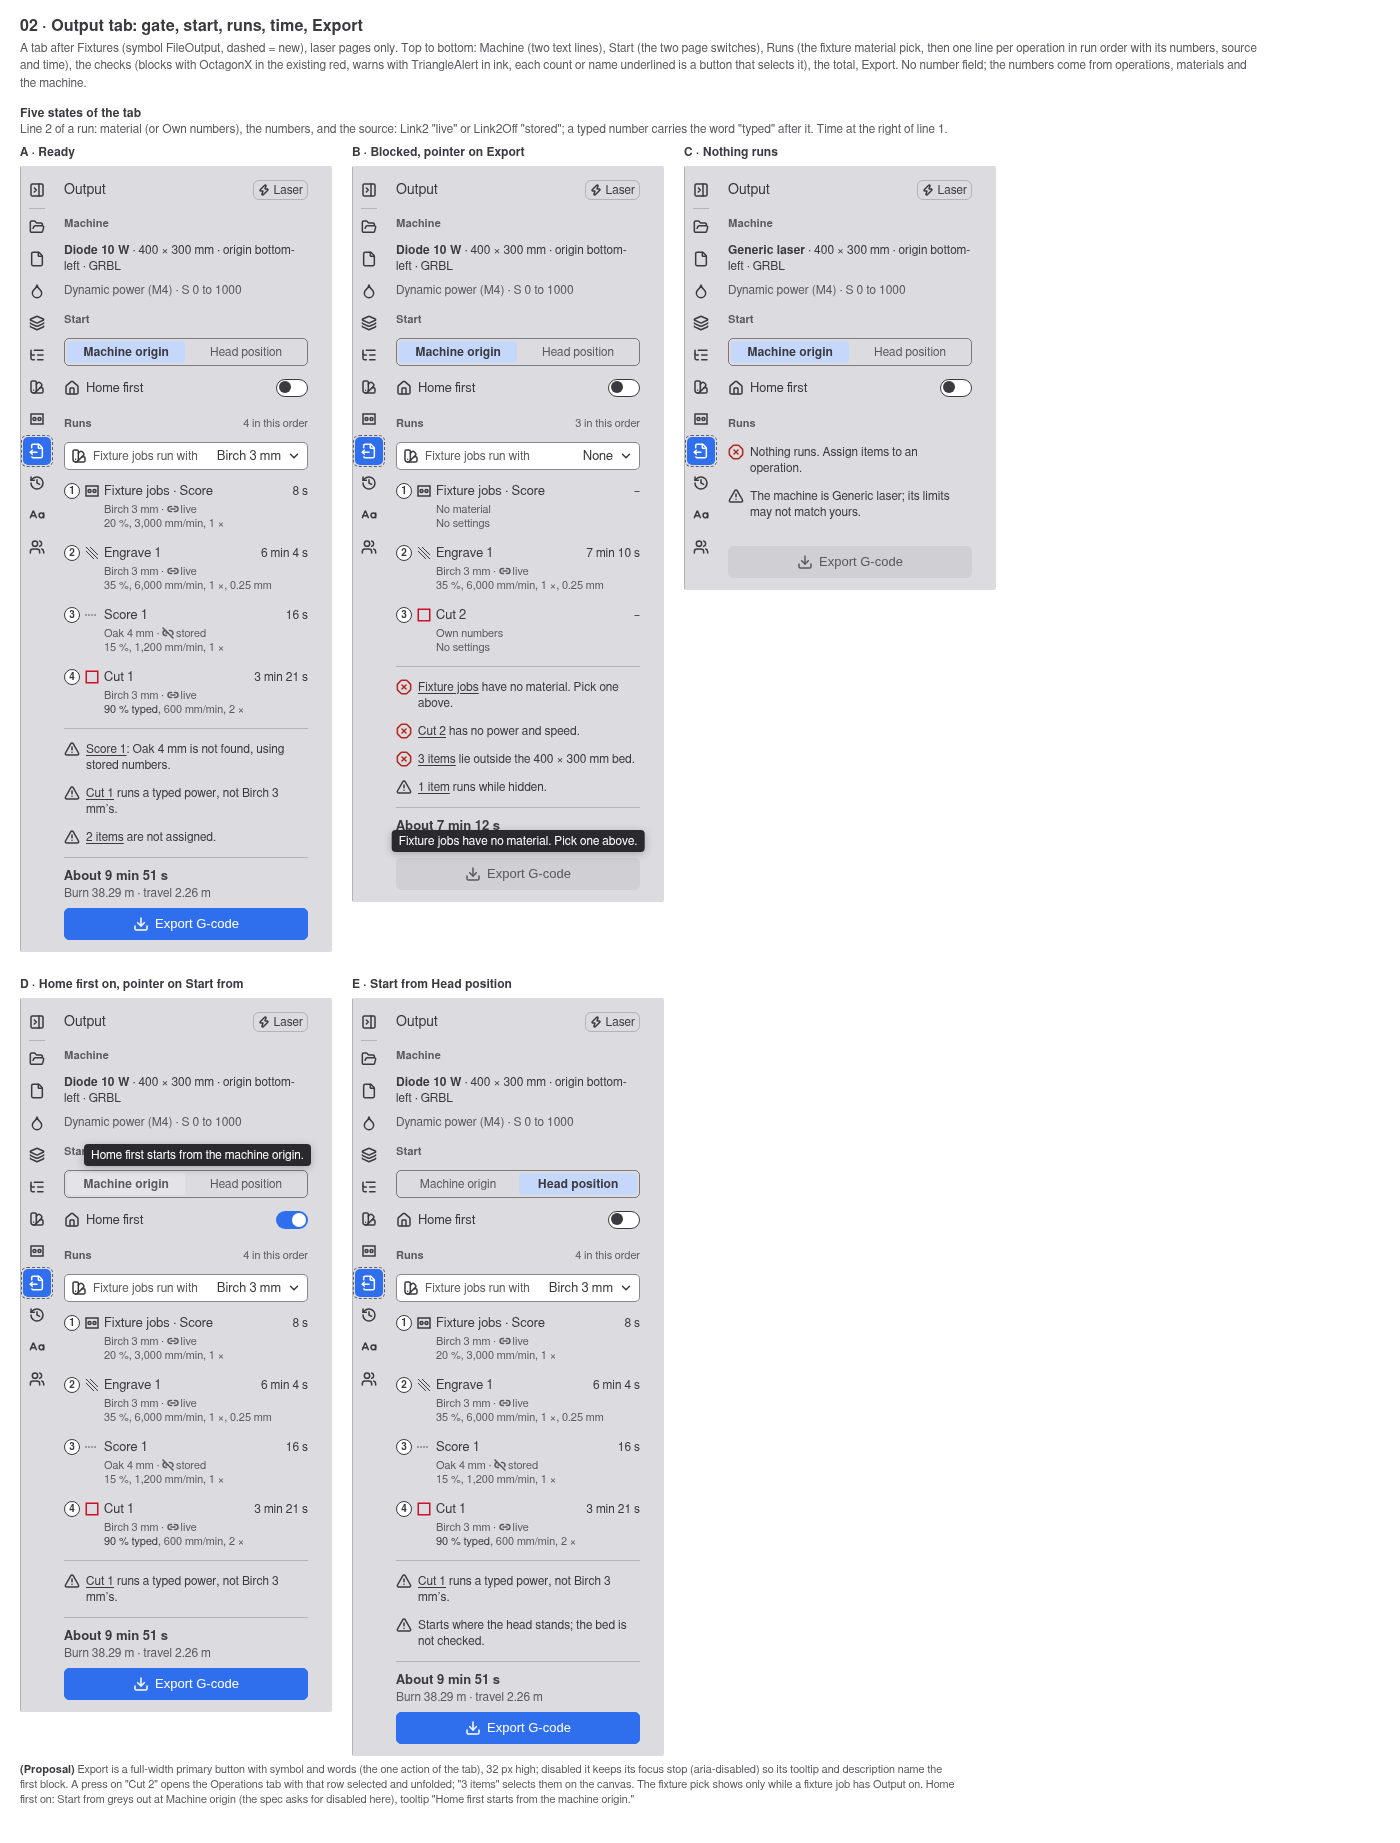 02 · Output tab: gate, start, runs, time, Export
A tab after Fixtures (symbol FileOutput, dashed = new), laser pages only. Top to bottom: Machine (two text lines), Start (the two page switches), Runs (the fixture material pick, then one line per operation in run order with its numbers, source
and time), the checks (blocks with OctagonX in the existing red, warns with TriangleAlert in ink, each count or name underlined is a button that selects it), the total, Export. No number field; the numbers come from operations, materials and
the machine.
Five states of the tab
Line 2 of a run: material (or Own numbers), the numbers, and the source: Link2 "live" or Link2Off "stored"; a typed number carries the word "typed" after it. Time at the right of line 1.
A · Ready
Output
Laser
Machine
Diode 10 W · 400 × 300 mm · origin bottom-
left · GRBL
Dynamic power (M4) · S 0 to 1000
Start
Machine origin
Head position
Home first
Runs
4 in this order
Fixture jobs run with
Birch 3 mm
Aa
1
Fixture jobs · Score
8 s
Birch 3 mm · live
20 %, 3,000 mm/min, 1 ×
2
Engrave 1
6 min 4 s
Birch 3 mm · live
35 %, 6,000 mm/min, 1 ×, 0.25 mm
3
Score 1
16 s
Oak 4 mm · stored
15 %, 1,200 mm/min, 1 ×
4
Cut 1
3 min 21 s
Birch 3 mm · live
90 % typed, 600 mm/min, 2 ×
Score 1: Oak 4 mm is not found, using
stored numbers.
Cut 1 runs a typed power, not Birch 3
mm's.
2 items are not assigned.
About 9 min 51 s
Burn 38.29 m · travel 2.26 m
Export G-code
B · Blocked, pointer on Export
Output
Laser
Machine
Diode 10 W · 400 × 300 mm · origin bottom-
left · GRBL
Dynamic power (M4) · S 0 to 1000
Start
Machine origin
Head position
Home first
Runs
3 in this order
Fixture jobs run with
None
Aa
1
Fixture jobs · Score
–
No material
No settings
2
Engrave 1
7 min 10 s
Birch 3 mm · live
35 %, 6,000 mm/min, 1 ×, 0.25 mm
3
Cut 2
–
Own numbers
No settings
Fixture jobs have no material. Pick one
above.
Cut 2 has no power and speed.
3 items lie outside the 400 × 300 mm bed.
1 item runs while hidden.
About 7 min 12 s
Fixture jobs have no material. Pick one above.
Export G-code
C · Nothing runs
Output
Laser
Machine
Generic laser · 400 × 300 mm · origin bottom-
left · GRBL
Dynamic power (M4) · S 0 to 1000
Start
Machine origin
Head position
Home first
Runs
Nothing runs. Assign items to an
operation.
The machine is Generic laser; its limits
may not match yours.
Aa
Export G-code
D · Home first on, pointer on Start from
Output
Laser
Machine
Diode 10 W · 400 × 300 mm · origin bottom-
left · GRBL
Dynamic power (M4) · S 0 to 1000
Home first starts from the machine origin.
Machine origin
Head position
Home first
Runs
4 in this order
Fixture jobs run with
Birch 3 mm
Aa
1
Fixture jobs · Score
8 s
Birch 3 mm · live
20 %, 3,000 mm/min, 1 ×
2
Engrave 1
6 min 4 s
Birch 3 mm · live
35 %, 6,000 mm/min, 1 ×, 0.25 mm
3
Score 1
16 s
Oak 4 mm · stored
15 %, 1,200 mm/min, 1 ×
4
Cut 1
3 min 21 s
Birch 3 mm · live
90 % typed, 600 mm/min, 2 ×
Cut 1 runs a typed power, not Birch 3
mm's.
About 9 min 51 s
Burn 38.29 m · travel 2.26 m
Export G-code
E · Start from Head position
Output
Laser
Machine
Diode 10 W · 400 × 300 mm · origin bottom-
left · GRBL
Dynamic power (M4) · S 0 to 1000
Start
Machine origin
Head position
Home first
Runs
4 in this order
Fixture jobs run with
Birch 3 mm
Aa
1
Fixture jobs · Score
8 s
Birch 3 mm · live
20 %, 3,000 mm/min, 1 ×
2
Engrave 1
6 min 4 s
Birch 3 mm · live
35 %, 6,000 mm/min, 1 ×, 0.25 mm
3
Score 1
16 s
Oak 4 mm · stored
15 %, 1,200 mm/min, 1 ×
4
Cut 1
3 min 21 s
Birch 3 mm · live
90 % typed, 600 mm/min, 2 ×
Cut 1 runs a typed power, not Birch 3
mm's.
Starts where the head stands; the bed is
not checked.
About 9 min 51 s
Burn 38.29 m · travel 2.26 m
Export G-code
(Proposal) Export is a full-width primary button with symbol and words (the one action of the tab), 32 px high; disabled it keeps its focus stop (aria-disabled) so its tooltip and description name the
first block. A press on "Cut 2" opens the Operations tab with that row selected and unfolded; "3 items" selects them on the canvas. The fixture pick shows only while a fixture job has Output on. Home
first on: Start from greys out at Machine origin (the spec asks for disabled here), tooltip "Home first starts from the machine origin."